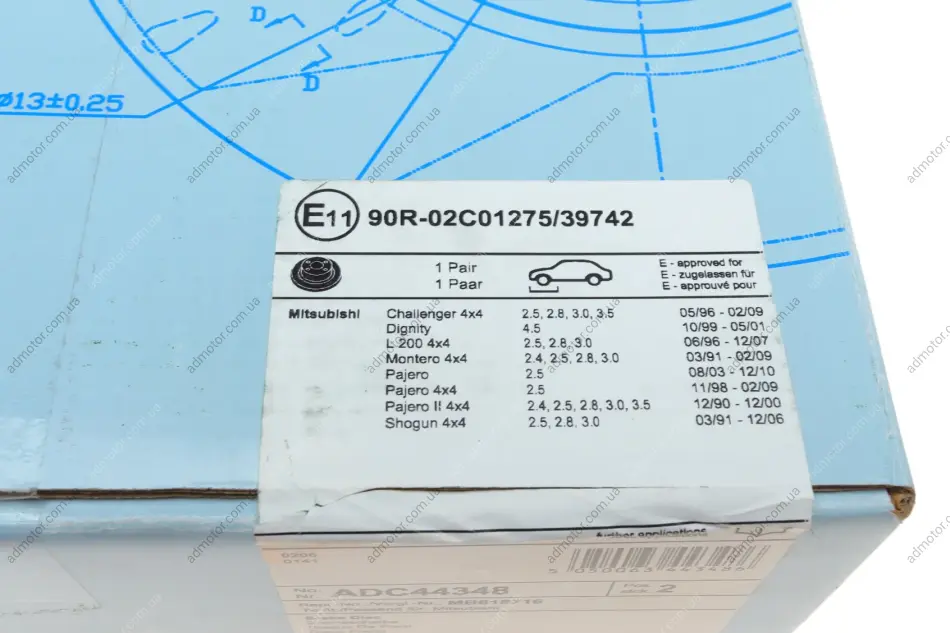 D
D
ø13±0.25
E11 90R-02C01275/39742
1 Pair
1 Paar
E - approved for
E - zugelassen für
E - approuvé pour
Mitsubishi Challenger 4x4 2.5, 2.8, 3.0, 3.5 05/96 - 02/09
Dignity 4.5 10/99 - 05/01
L 200 4x4 2.5, 2.8, 3.0 06/96 - 12/07
Montero 4x4 2.4, 2.5, 2.8, 3.0 03/91 - 02/09
Pajero 2.5 08/03 - 12/10
Pajero 4x4 2.5 11/98 - 02/09
Pajero II 4x4 2.4, 2.5, 2.8, 3.0, 3.5 12/90 - 12/00
Shogun 4x4 2.5, 2.8, 3.0 03/91 - 12/06
further applications
No.
Nr. ADC44348
2
admotor.com.ua